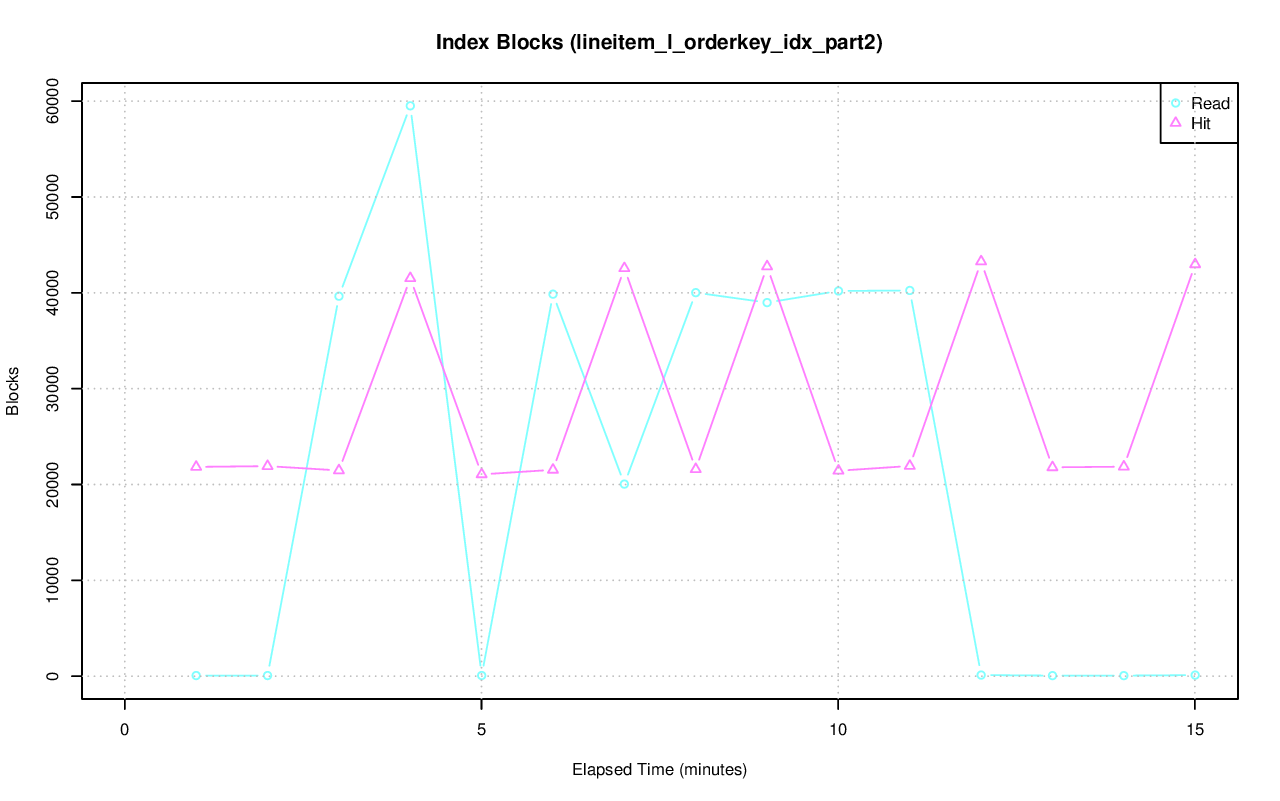 Index Blocks (lineitem_l_orderkey_idx_part2)
Read
Hit
60000
50000
40000
30000
20000
10000
0
Blocks
0 5 10 15
Elapsed Time (minutes)